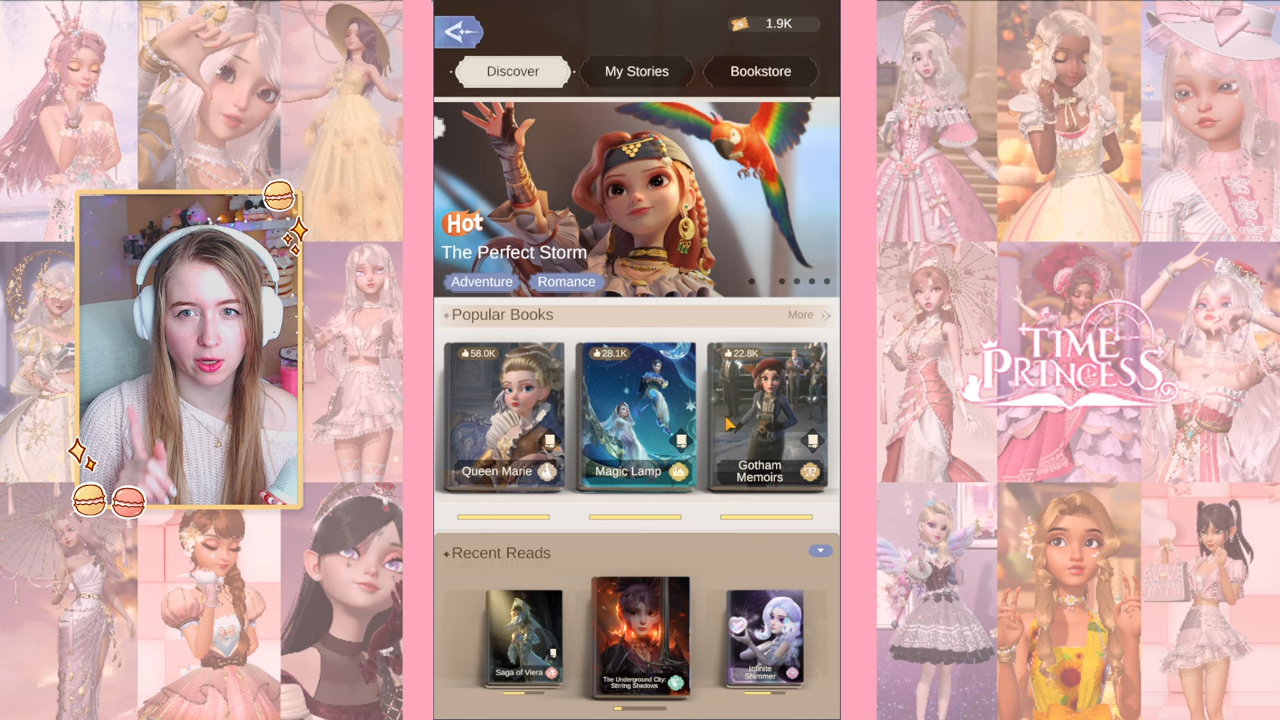 1.9K
Discover
My Stories
Bookstore
Hot
The Perfect Storm
Adventure
Romance
Popular Books
More
58.0K
28.1K
22.8K
Queen Marie
Magic Lamp
Gotham
Memoirs
TIME
PRINCESS
Recent Reads
Saga of Viera
The Underground City:
Stirring Shadows
Infinite
Shimmer